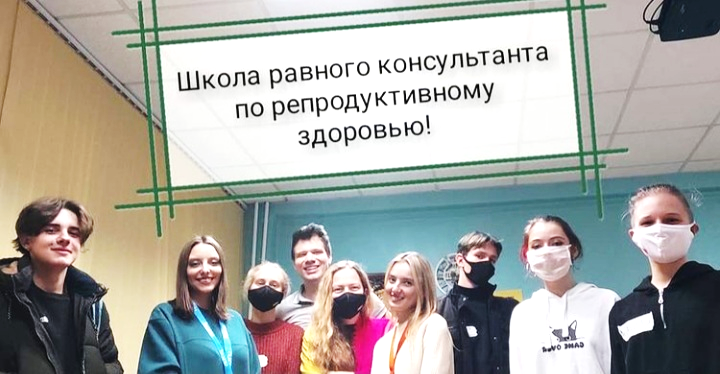 Школа равного консультанта
по репродуктивному
здоровью!